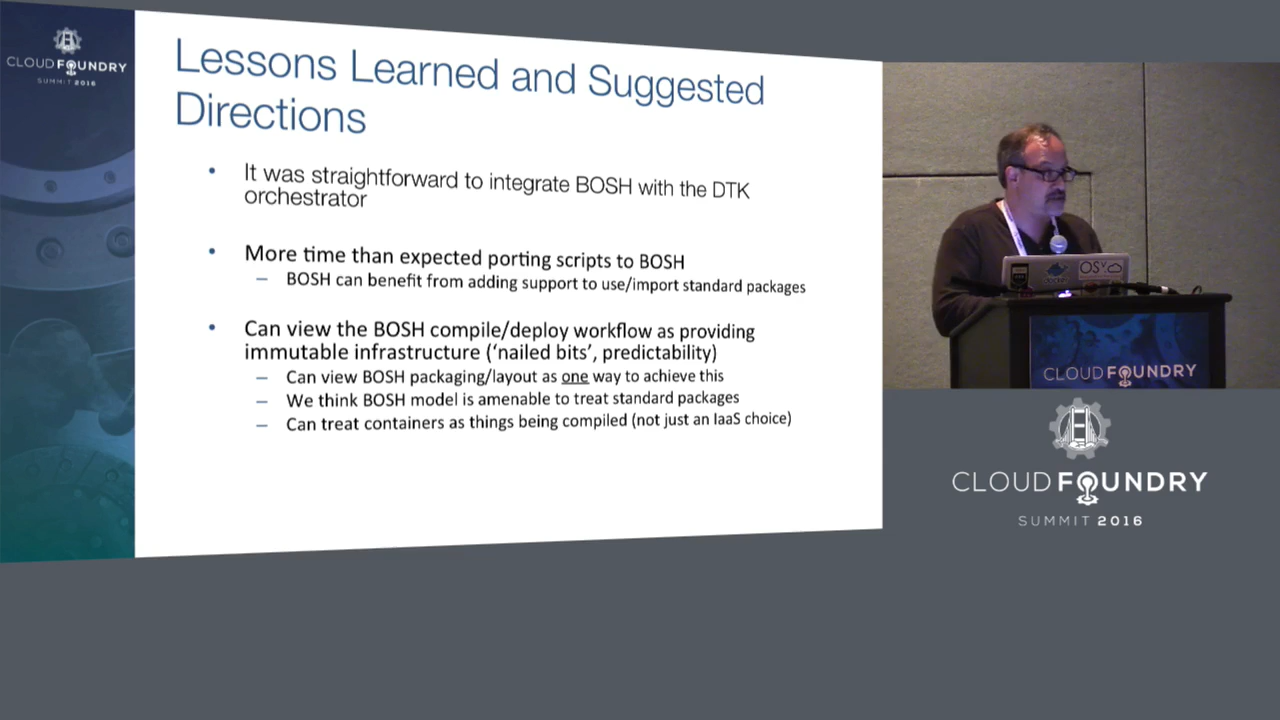 CLOUD FOUNDRY
SUMMIT 2016
Lessons Learned and Suggested
Directions
• It was straightforward to integrate BOSH with the DTK
orchestrator
• More time than expected porting scripts to BOSH
– BOSH can benefit from adding support to use/import standard packages
• Can view the BOSH compile/deploy workflow as providing
immutable infrastructure (‘nailed bits’, predictability)
– Can view BOSH packaging/layout as one way to achieve this
– We think BOSH model is amenable to treat standard packages
– Can treat containers as things being compiled (not just an IaaS choice)
OSv
CLOUD FOUNDRY
CLOUD FOUNDRY
SUMMIT 2016